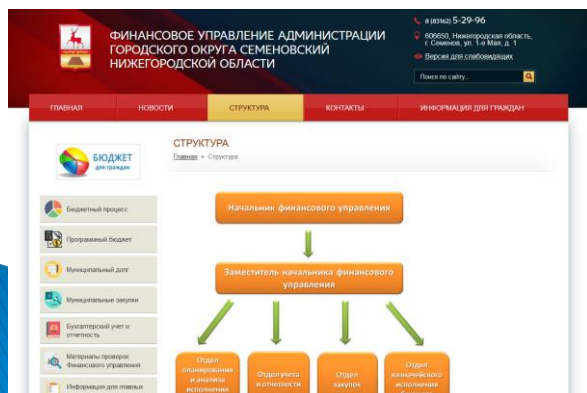 ФИНАНСОВОЕ УПРАВЛЕНИЕ АДМИНИСТРАЦИИ
ГОРОДСКОГО ОКРУГА СЕМЕНОВСКИЙ
НИЖЕГОРОДСКОЙ ОБЛАСТИ
8 (83162) 5-29-96
606650, Нижегородская область,
г. Семенов, ул. 1-е Мая, д. 1
Версия для слабовидящих
Поиск по сайту..
ГЛАВНАЯ НОВОСТИ СТРУКТУРА КОНТАКТЫ ИНФОРМАЦИЯ ДЛЯ ГРАЖДАН
БЮДЖЕТ
для граждан
СТРУКТУРА
Главная » Структура
Бюджетный процесс
Программный бюджет
Муниципальный долг
Муниципальные закупки
Бухгалтерский учет и
отчетность
Материалы проверок
Финансового управления
Информация для главных
Начальник финансового управления
Заместитель начальника финансового
управления
Отдел
планирования
и анализа
исполнения
Отдел учета
и отчетности
Отдел
закупок
Отдел
казначейского
исполнения